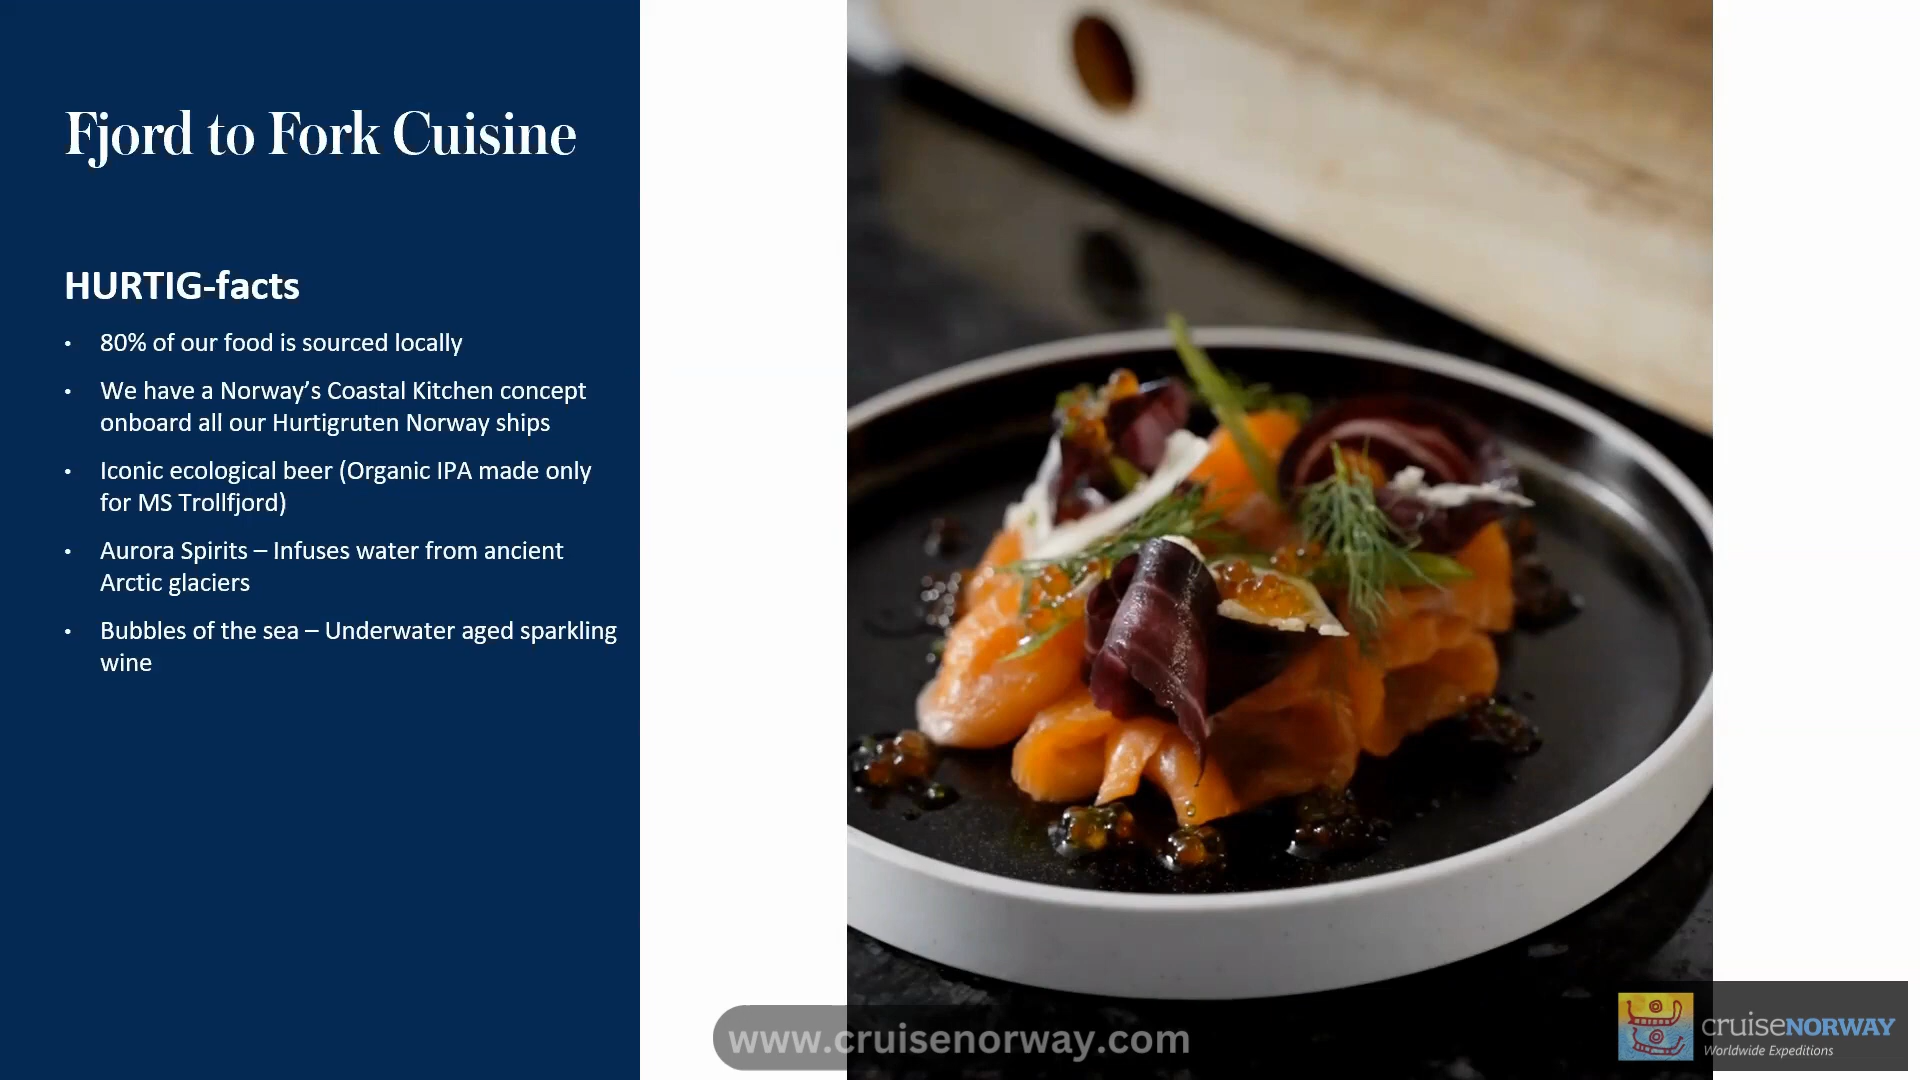 Fjord to Fork Cuisine
HURTIG-facts
• 80% of our food is sourced locally
• We have a Norway’s Coastal Kitchen concept
onboard all our Hurtigruten Norway ships
• Iconic ecological beer (Organic IPA made only
for MS Trollfjord)
• Aurora Spirits – Infuses water from ancient
Arctic glaciers
• Bubbles of the sea – Underwater aged sparkling
wine
www.cruisenorway.com
cruiseNORWAY
Worldwide Expeditions